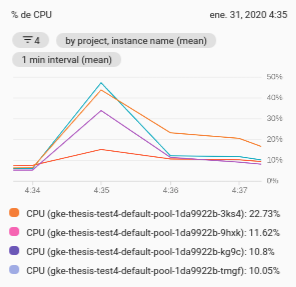 % de CPU
ene. 31, 2020 4:35
4
by project, instance name (mean)
1 min interval (mean)
50%
40%
30%
20%
10%
0%
4:34 4:35 4:36 4:37
CPU (gke-thesis-test4-default-pool-1da9922b-3ks4): 22.73%
CPU (gke-thesis-test4-default-pool-1da9922b-9hxk): 11.62%
CPU (gke-thesis-test4-default-pool-1da9922b-kg9c): 10.8%
CPU (gke-thesis-test4-default-pool-1da9922b-tmgf): 10.05%